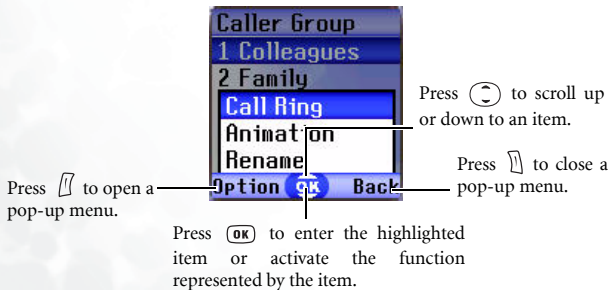 Caller Group
1 Colleagues
2 Family
Call Ring
Animation
Rename
Option OK Back
Press to scroll up
or down to an item.
Press to close a
pop-up menu.
Press to open a
pop-up menu.
Press OK to enter the highlighted
item or activate the function
represented by the item.